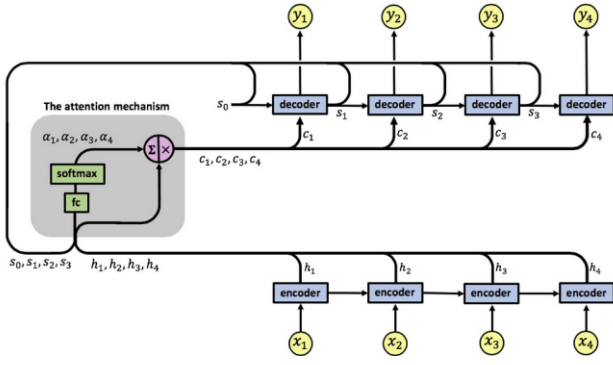 y₁ y₂ y₃ y₄
The attention mechanism
s₀ decoder s₁ decoder s₂ decoder s₃ decoder
α₁, α₂, α₃, α₄
c₁ c₂ c₃ c₄
Σ ×
c₁, c₂, c₃, c₄
softmax
fc
s₀, s₁, s₂, s₃
h₁, h₂, h₃, h₄
h₁ h₂ h₃ h₄
encoder encoder encoder encoder
x₁ x₂ x₃ x₄